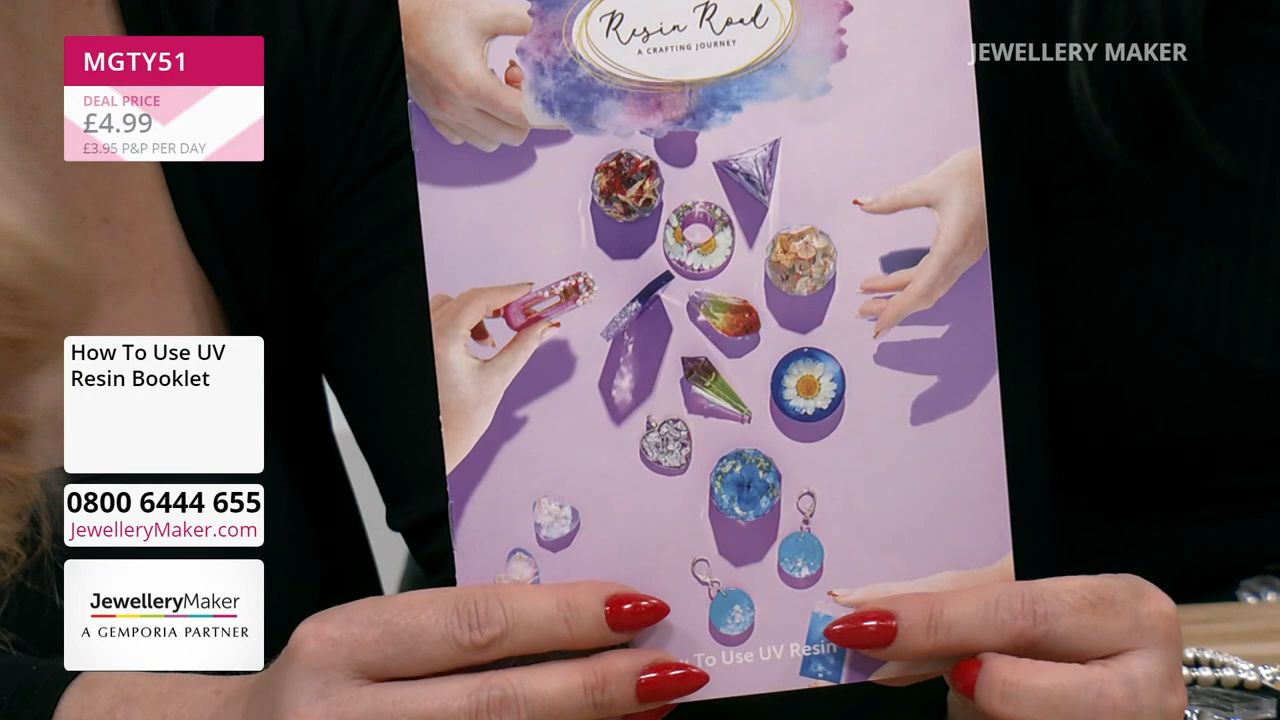 MGTY51
DEAL PRICE
£4.99
£3.95 P&P PER DAY
How To Use UV
Resin Booklet
0800 6444 655
JewelleryMaker.com
JewelleryMaker
A GEMPORIA PARTNER
JEWELLERY MAKER
Resin Road
A CRAFTING JOURNEY
To Use UV Resin